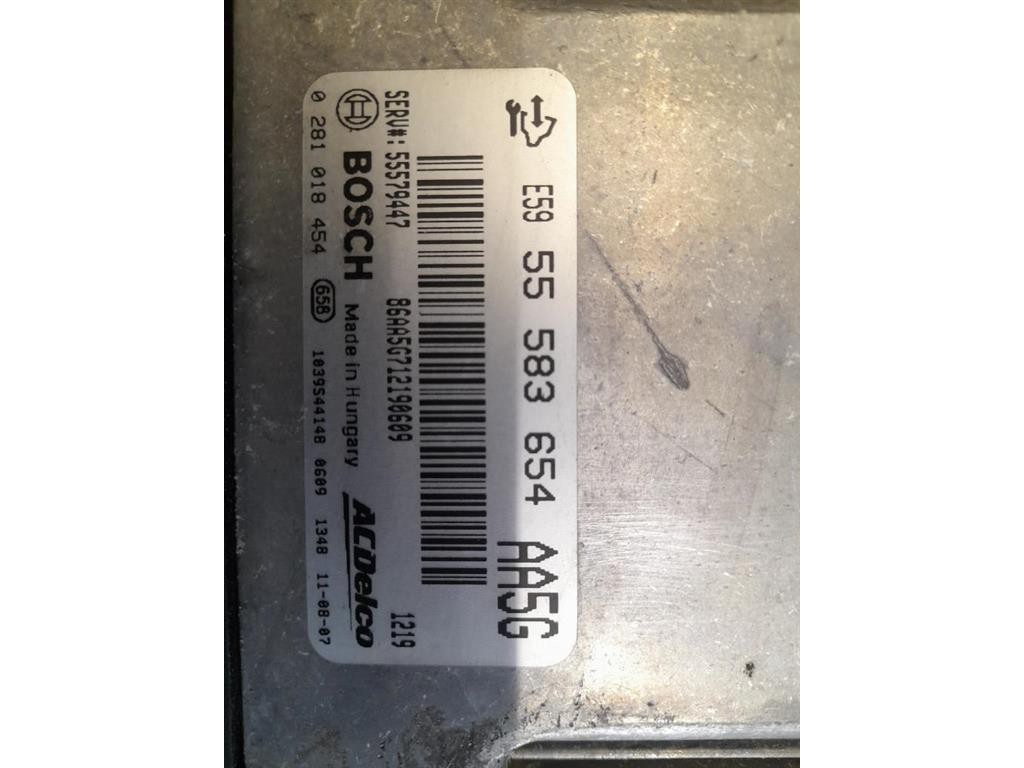 E59 55 583 654 AA5G
SERV#: 55579447 86AA5G712190609 1219
BOSCH Made in Hungary ACDelco
0 281 018 454 65B 1039S44148 0609 1348 11-08-07